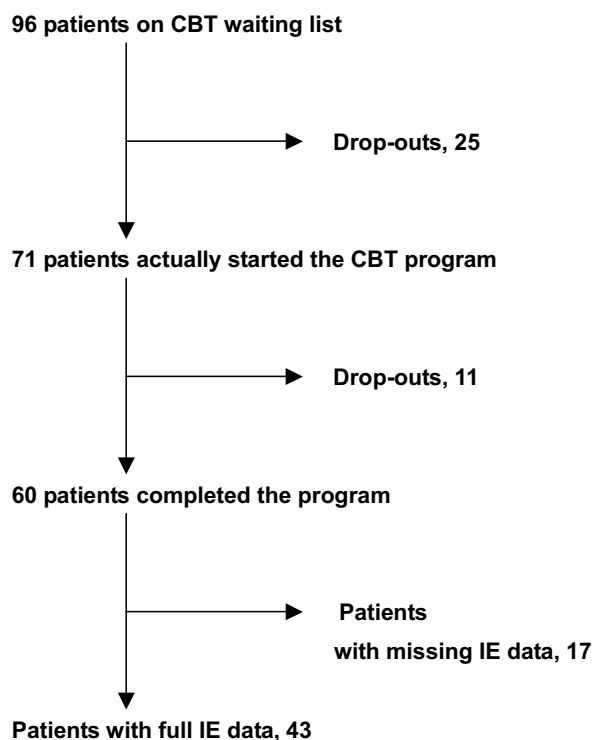 96 patients on CBT waiting list
Drop-outs, 25
71 patients actually started the CBT program
Drop-outs, 11
60 patients completed the program
Patients
with missing IE data, 17
Patients with full IE data, 43